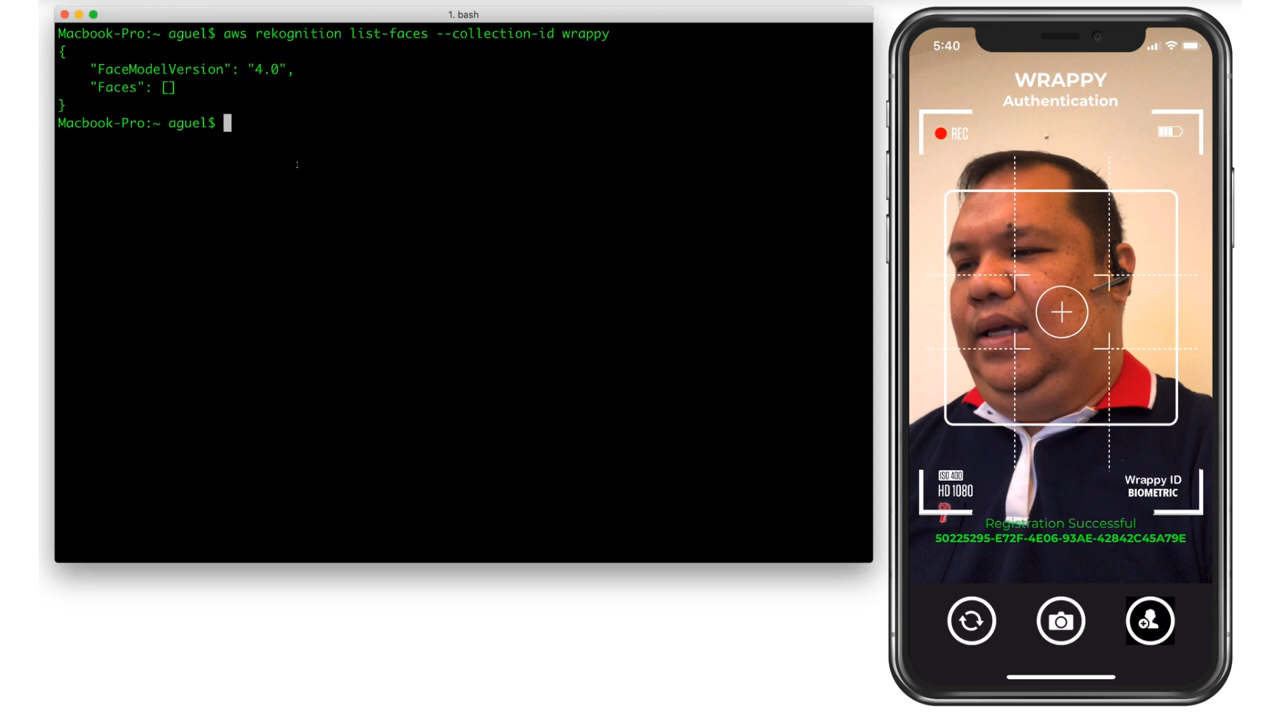 1. bash
Macbook-Pro:~ aguel$ aws rekognition list-faces --collection-id wrappy
{
"FaceModelVersion": "4.0",
"Faces": []
}
Macbook-Pro:~ aguel$
5:40
WRAPPY
Authentication
REC
ISO 400
HD 1080
Wrappy ID
BIOMETRIC
Registration Successful
50225295-E72F-4E06-93AE-42842C45A79E